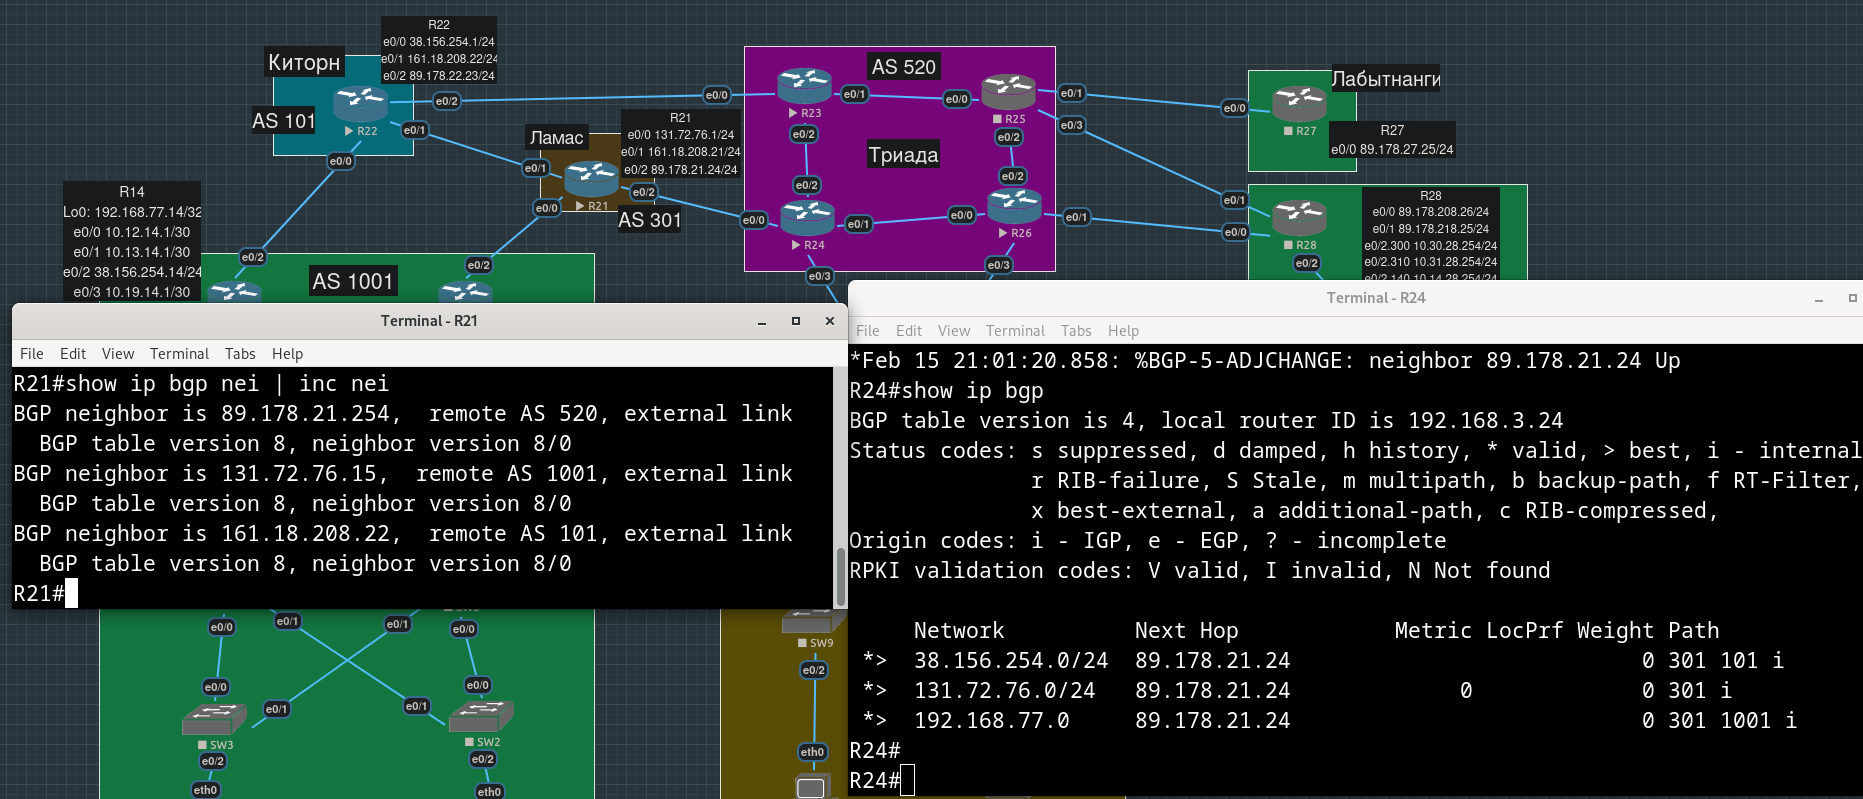 R22
e0/0 38.156.254.1/24
e0/1 161.18.208.22/24
e0/2 89.178.22.23/24
Киторн
AS 101
R22
e0/2
e0/1
e0/0
Ламас
R21
e0/0 131.72.76.1/24
e0/1 161.18.208.21/24
e0/2 89.178.21.24/24
e0/1
R21
e0/2
e0/0
AS 301
AS 520
e0/0
R23
e0/1
e0/0
R25
e0/1
e0/3
e0/2
e0/2
Триада
e0/2
e0/2
e0/0
R24
e0/1
e0/0
R26
e0/1
e0/3
e0/3
Лабытнанги
e0/0
R27
R27
e0/0 89.178.27.25/24
e0/1
e0/0
R28
e0/2
R28
e0/0 89.178.208.26/24
e0/1 89.178.218.25/24
e0/2.300 10.30.28.254/24
e0/2.310 10.31.28.254/24
e0/2.140 10.14.28.254/24
R14
Lo0: 192.168.77.14/32
e0/0 10.12.14.1/30
e0/1 10.13.14.1/30
e0/2 38.156.254.14/24
e0/3 10.19.14.1/30
e0/2
AS 1001
e0/2
Terminal - R21
File Edit View Terminal Tabs Help
R21#show ip bgp nei | inc nei
BGP neighbor is 89.178.21.254,  remote AS 520, external link
  BGP table version 8, neighbor version 8/0
BGP neighbor is 131.72.76.15,  remote AS 1001, external link
  BGP table version 8, neighbor version 8/0
BGP neighbor is 161.18.208.22,  remote AS 101, external link
  BGP table version 8, neighbor version 8/0
R21#
Terminal - R24
File Edit View Terminal Tabs Help
*Feb 15 21:01:20.858: %BGP-5-ADJCHANGE: neighbor 89.178.21.24 Up
R24#show ip bgp
BGP table version is 4, local router ID is 192.168.3.24
Status codes: s suppressed, d damped, h history, * valid, > best, i - internal
              r RIB-failure, S Stale, m multipath, b backup-path, f RT-Filter,
              x best-external, a additional-path, c RIB-compressed,
Origin codes: i - IGP, e - EGP, ? - incomplete
RPKI validation codes: V valid, I invalid, N Not found
     Network          Next Hop            Metric LocPrf Weight Path
 *>  38.156.254.0/24  89.178.21.24                           0 301 101 i
 *>  131.72.76.0/24   89.178.21.24             0             0 301 i
 *>  192.168.77.0     89.178.21.24                           0 301 1001 i
R24#
R24#
e0/0
e0/1
e0/1
e0/0
e0/0
e0/1
SW3
e0/2
eth0
e0/0
e0/1
SW2
e0/2
eth0
SW9
e0/2
eth0